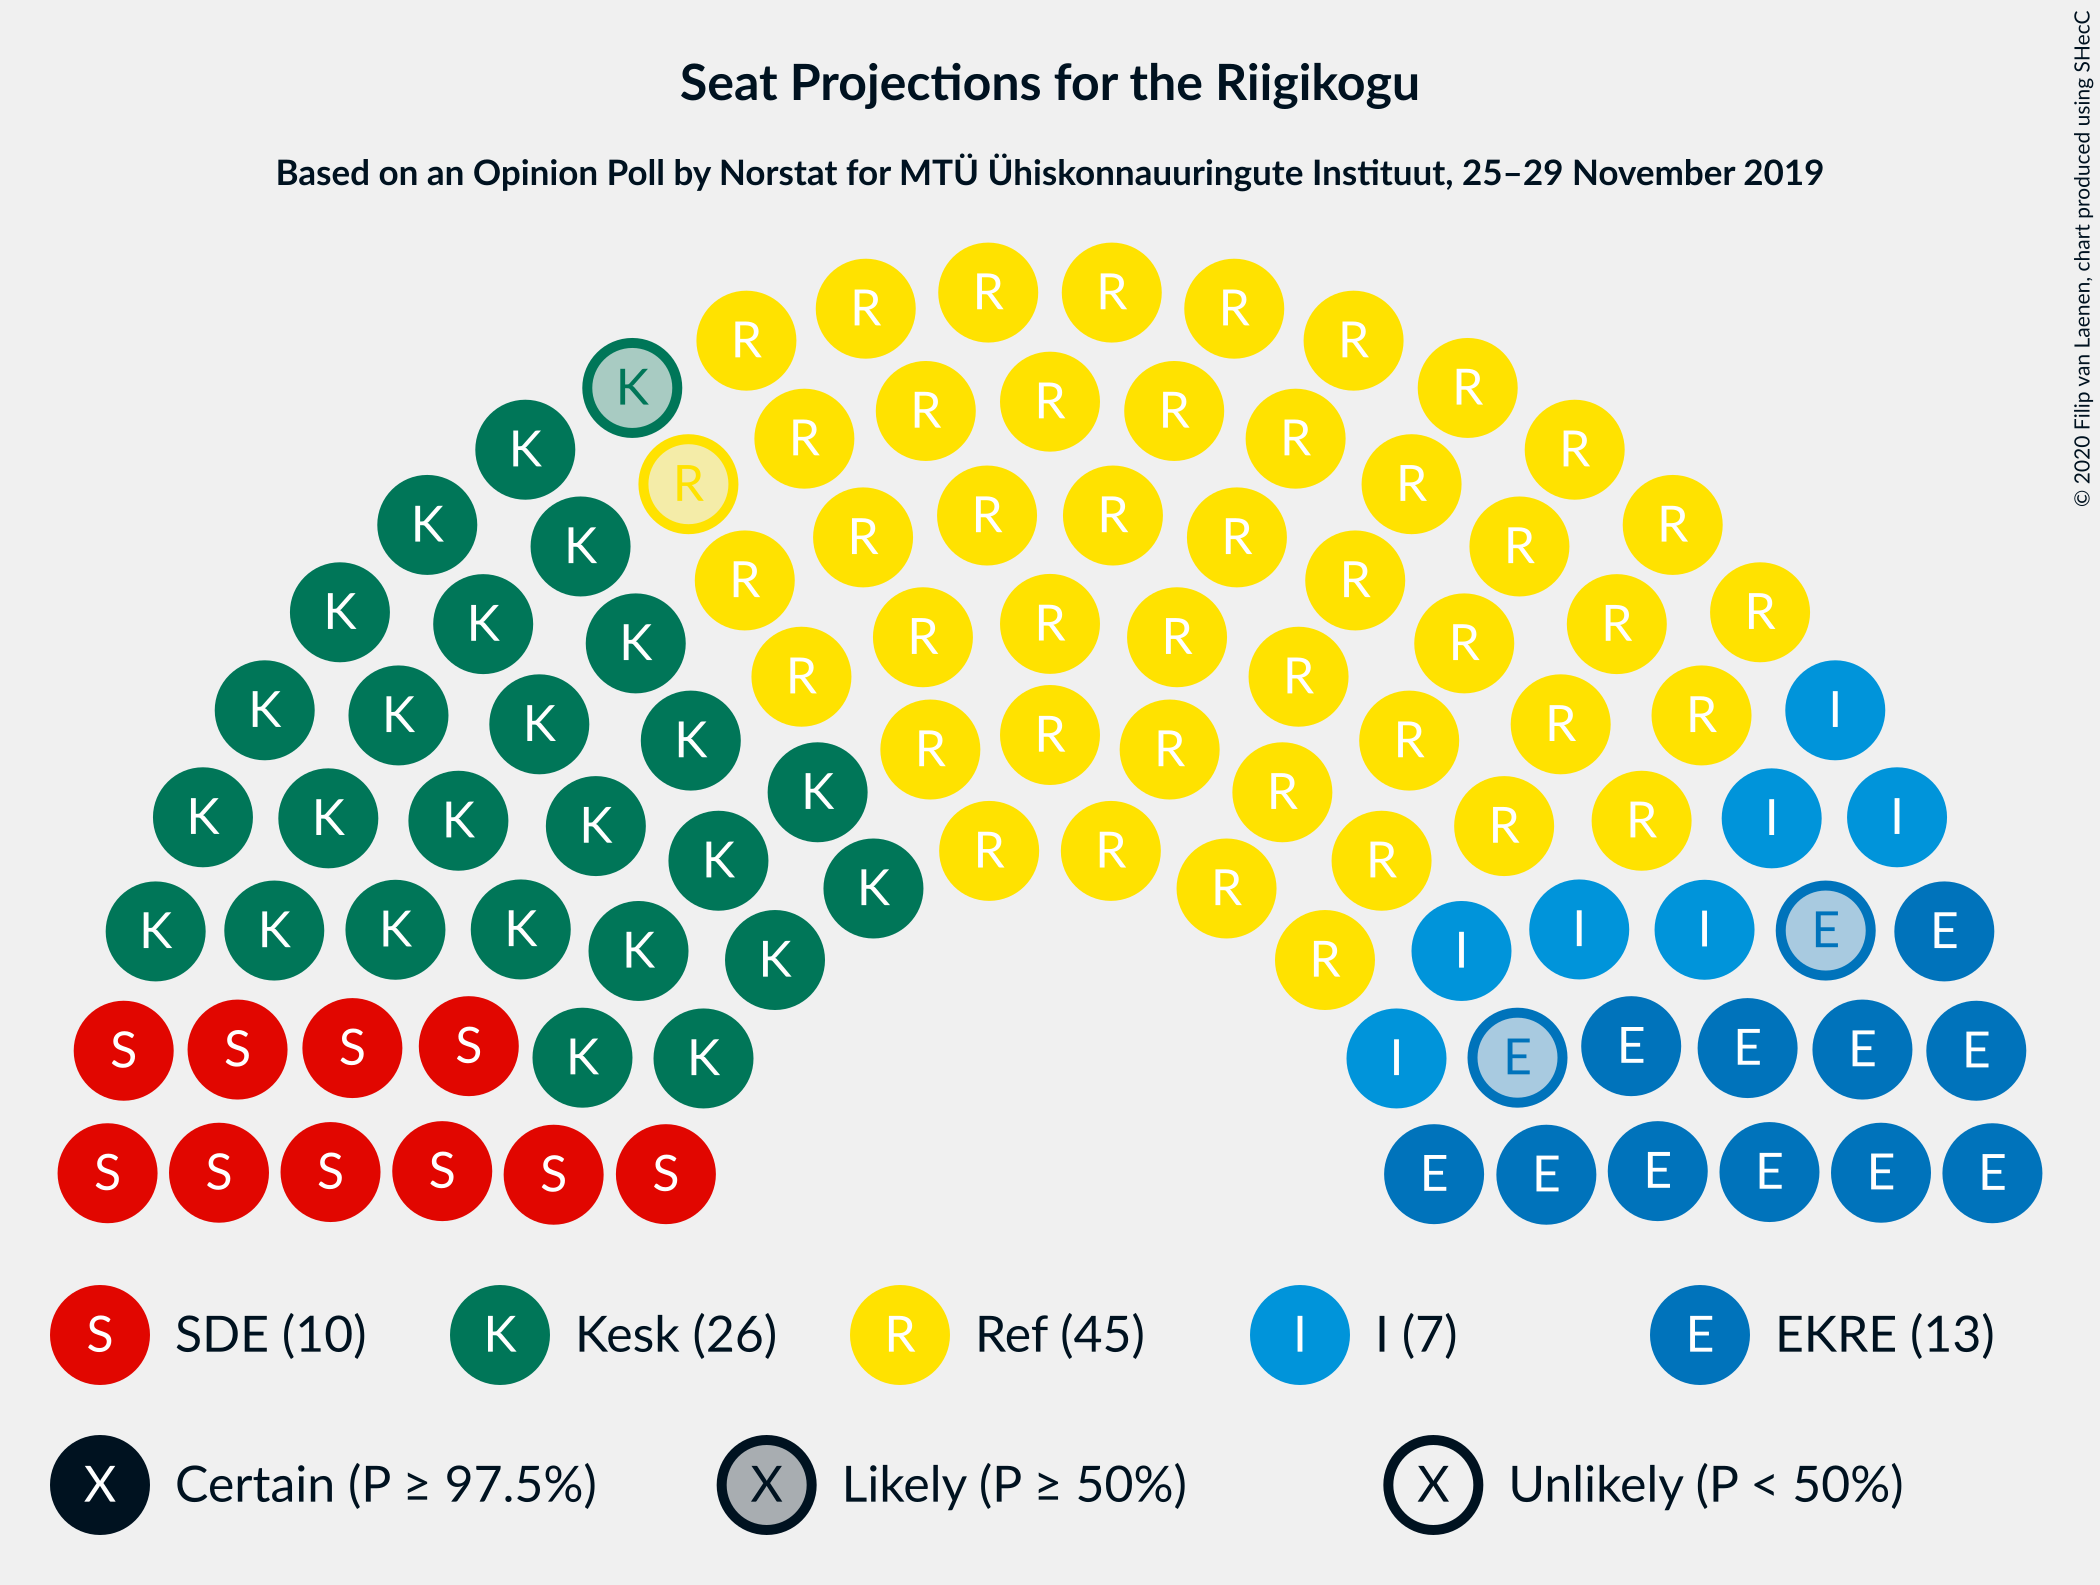 Seat Projections for the Riigikogu
Based on an Opinion Poll by Norstat for MTÜ Ühiskonnauuringute Instituut, 25–29 November 2019
© 2020 Filip van Laenen, chart produced using SHecC
R R R R R R
K R
R R R R R
K R R R
R R
K R R R R R
K R
K R R
K K R R R R R
K R R R
R R
K K K K R R R R I
R R R
K K K K K K R R R R I I
K R R R R
K K K K K K R I I I I E E
S S S S K K I E E E E E
S S S S S S E E E E E E
S SDE (10) K Kesk (26) R Ref (45) I I (7) E EKRE (13)
X Certain (P ≥ 97.5%) X Likely (P ≥ 50%) X Unlikely (P < 50%)